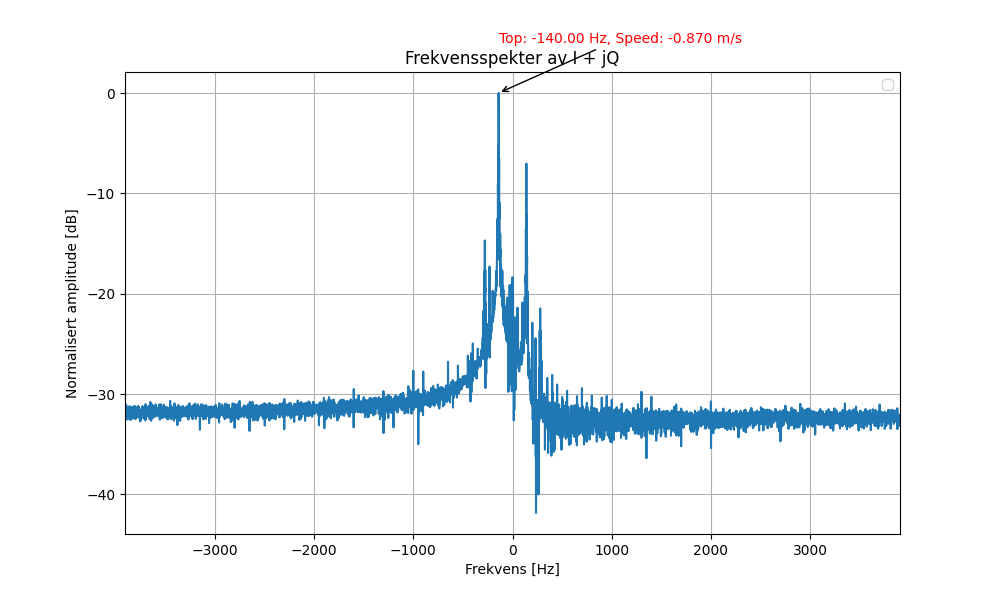 Top: -140.00 Hz, Speed: -0.870 m/s
Frekvensspekter av I + jQ
Normalisert amplitude [dB]
0
−10
−20
−30
−40
−3000 −2000 −1000 0 1000 2000 3000
Frekvens [Hz]